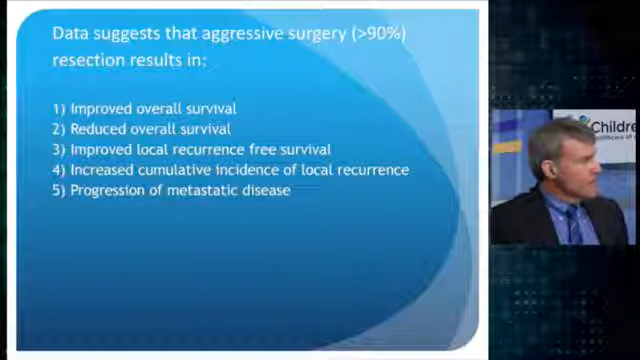 Data suggests that aggressive surgery (>90%)
resection results in:
1) Improved overall survival
2) Reduced overall survival
3) Improved local recurrence free survival
4) Increased cumulative incidence of local recurrence
5) Progression of metastatic disease
Childre